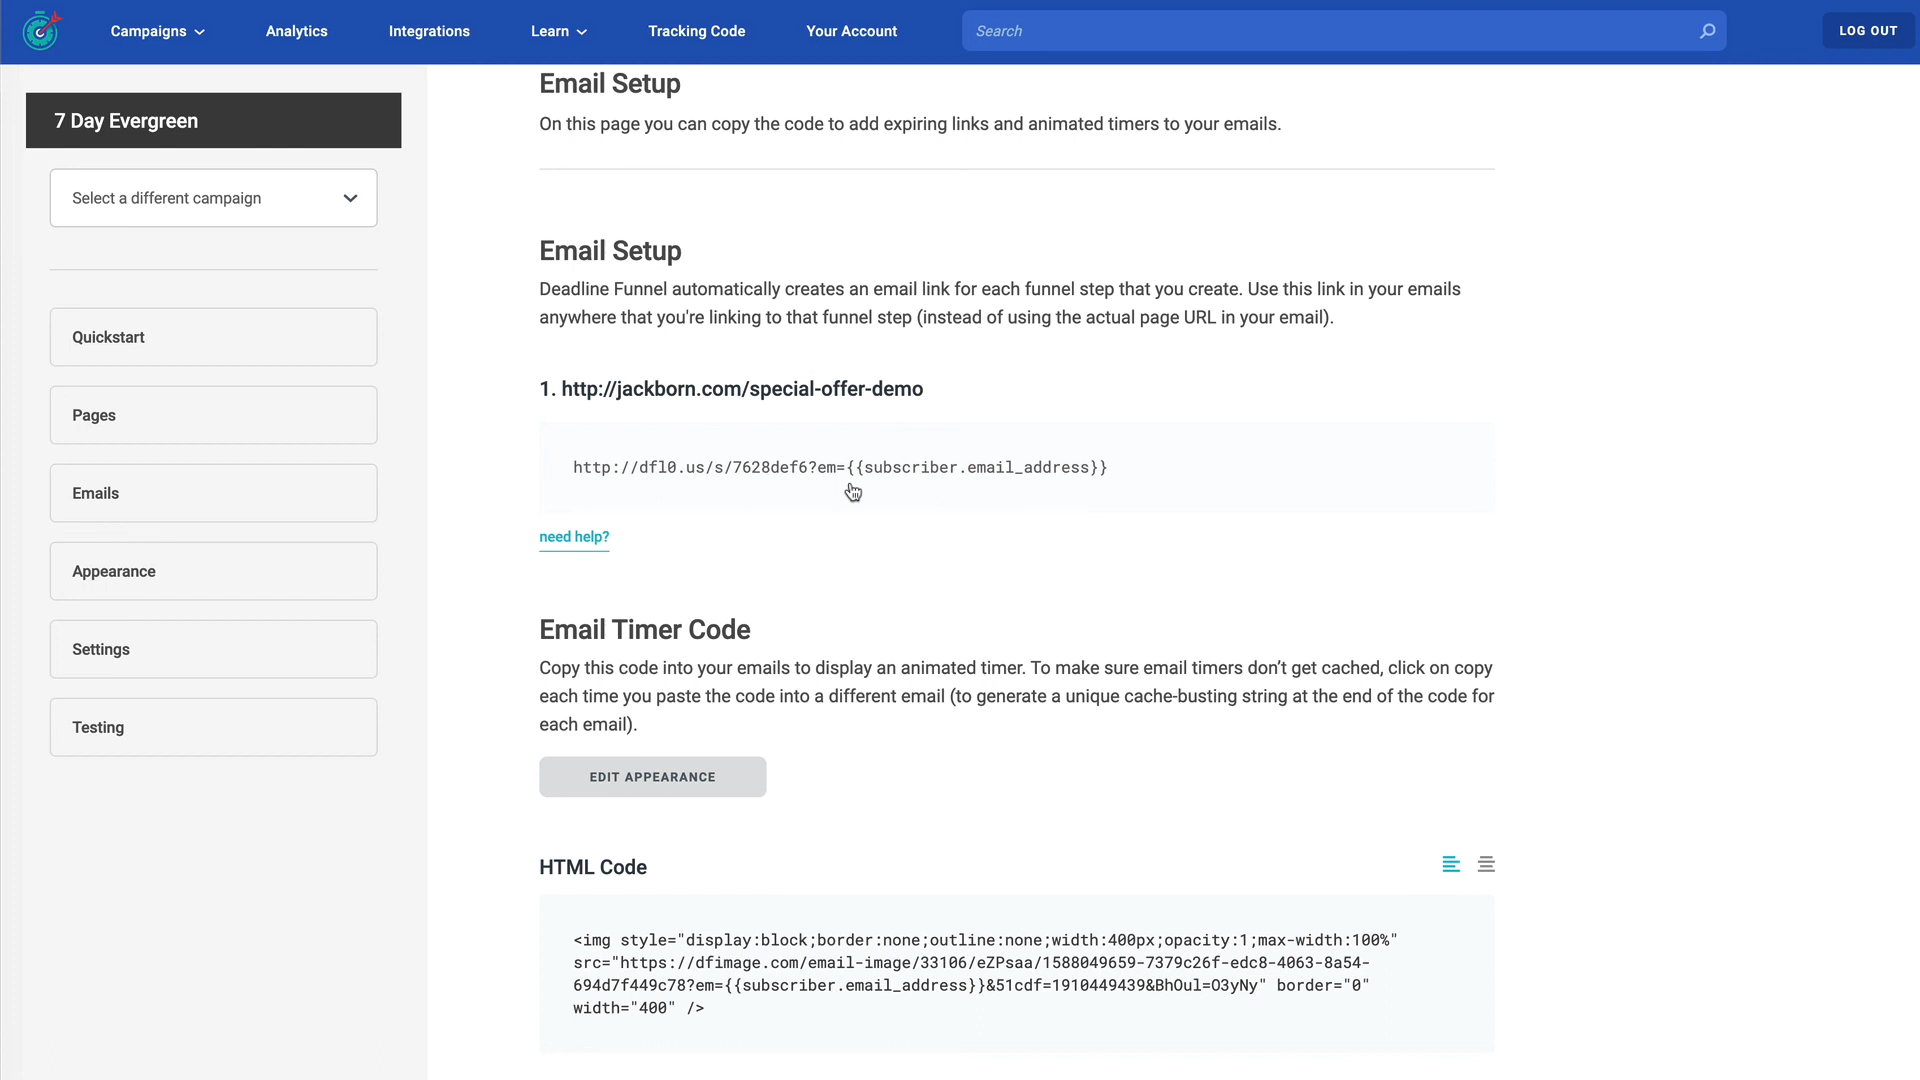 Campaigns
Analytics
Integrations
Learn
Tracking Code
Your Account
Search
LOG OUT
7 Day Evergreen
Select a different campaign
Quickstart
Pages
Emails
Appearance
Settings
Testing
Email Setup
On this page you can copy the code to add expiring links and animated timers to your emails.
Email Setup
Deadline Funnel automatically creates an email link for each funnel step that you create. Use this link in your emails
anywhere that you're linking to that funnel step (instead of using the actual page URL in your email).
1. http://jackborn.com/special-offer-demo
http://dfl0.us/s/7628def6?em={{subscriber.email_address}}
need help?
Email Timer Code
Copy this code into your emails to display an animated timer. To make sure email timers don’t get cached, click on copy
each time you paste the code into a different email (to generate a unique cache-busting string at the end of the code for
each email).
EDIT APPEARANCE
HTML Code
<img style="display:block;border:none;outline:none;width:400px;opacity:1;max-width:100%"
src="https://dfimage.com/email-image/33106/eZPsaa/1588049659-7379c26f-edc8-4063-8a54-
694d7f449c78?em={{subscriber.email_address}}&51cdf=1910449439&BhOul=O3yNy" border="0"
width="400" />